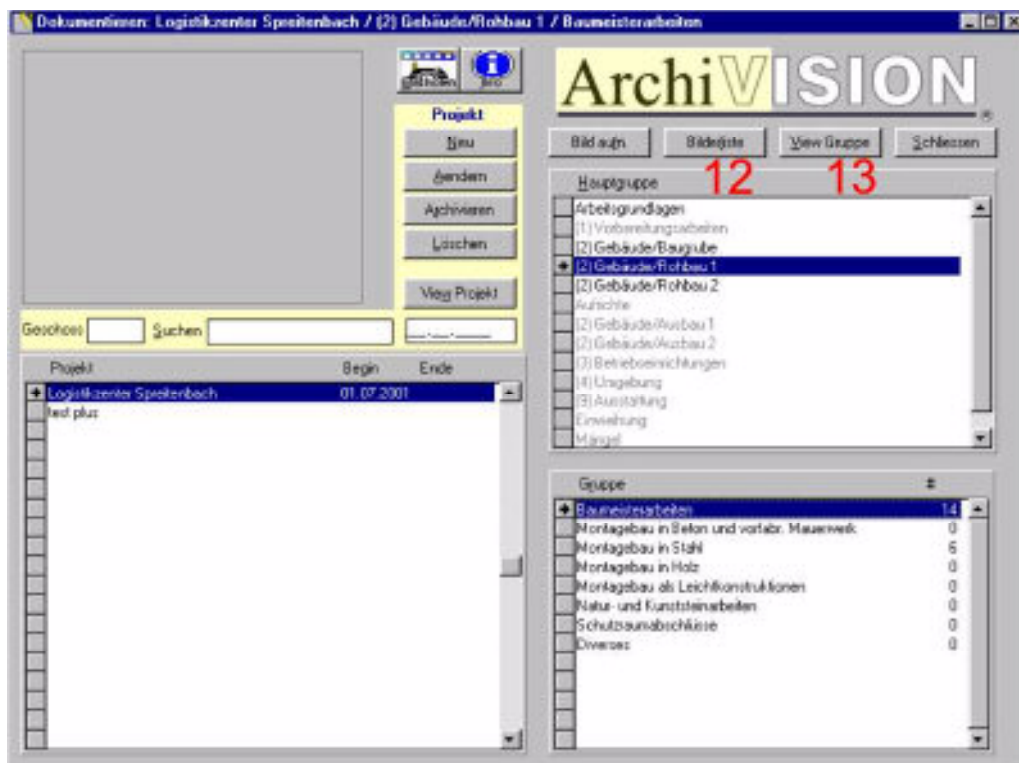 Dokumentieren: Logistikzenter Spreitenbach / (2) Gebäude/Rohbau 1 / Baumeisterarbeiten
Projekt
Neu
Aendern
Archivieren
Löschen
View Projekt
Geschoss
Suchen
__.__.____
Projekt Begin Ende
Logistikzenter Spreitenbach 01.07.2001
test plus
ArchiVISION ®
Bild aufn. Bilderliste View Gruppe Schliessen
12 13
Hauptgruppe
Arbeitsgrundlagen
(1) Vorbereitungsarbeiten
(2) Gebäude/Baugrube
(2) Gebäude/Rohbau 1
(2) Gebäude/Rohbau 2
Aufrichte
(2) Gebäude/Ausbau 1
(2) Gebäude/Ausbau 2
(3) Betriebseinrichtungen
(4) Umgebung
(9) Ausstattung
Einweihung
Mängel
Gruppe #
Baumeisterarbeiten 14
Montagebau in Beton und vorfabr. Mauerwerk 0
Montagebau in Stahl 6
Montagebau in Holz 0
Montagebau als Leichtkonstruktionen 0
Natur- und Kunststeinarbeiten 0
Schutzraumabschlüsse 0
Diverses 0